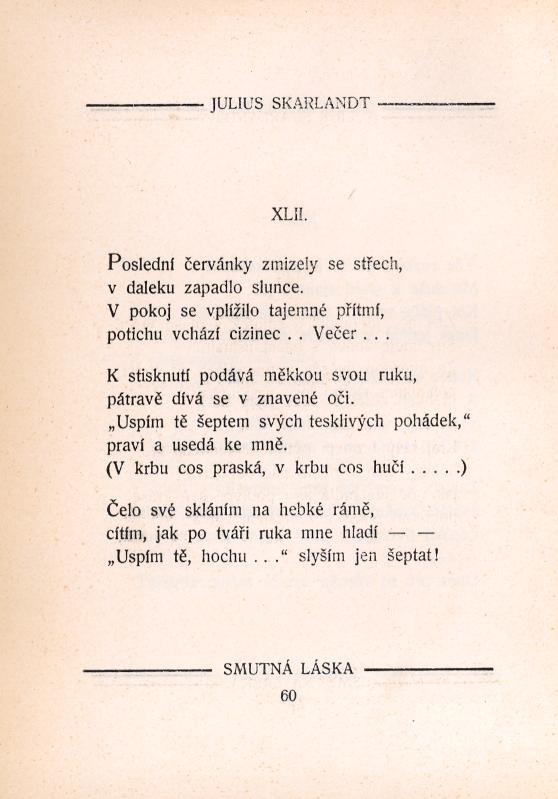 JULIUS SKARLANDT
XLII.
Poslední červánky zmizely se střech,
v daleku zapadlo slunce.
V pokoj se vplížilo tajemné přítmí,
potichu vchází cizinec . . Večer . . .
K stisknutí podává měkkou svou ruku,
pátravě dívá se v znavené oči.
„Uspím tě šeptem svých tesklivých pohádek,“
praví a usedá ke mně.
(V krbu cos praská, v krbu cos hučí . . . . .)
Čelo své skláním na hebké rámě,
cítím, jak po tváři ruka mne hladí — —
„Uspím tě, hochu . . .“ slyším jen šeptat!
SMUTNÁ LÁSKA
60